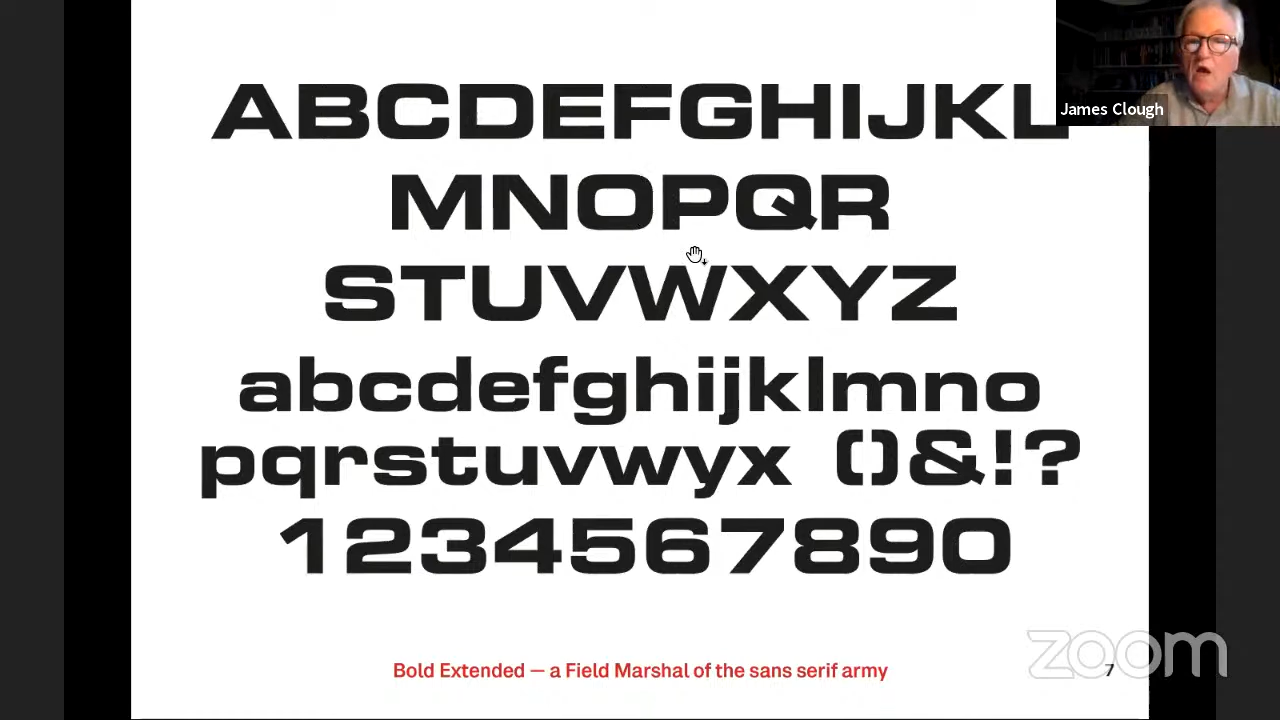 ABCDEFGHIJKL
James Clough
MNOPQR
STUVWXYZ
abcdefghijklmno
pqrstuvwyx ()&!?
1234567890
Bold Extended — a Field Marshal of the sans serif army
7
zoom